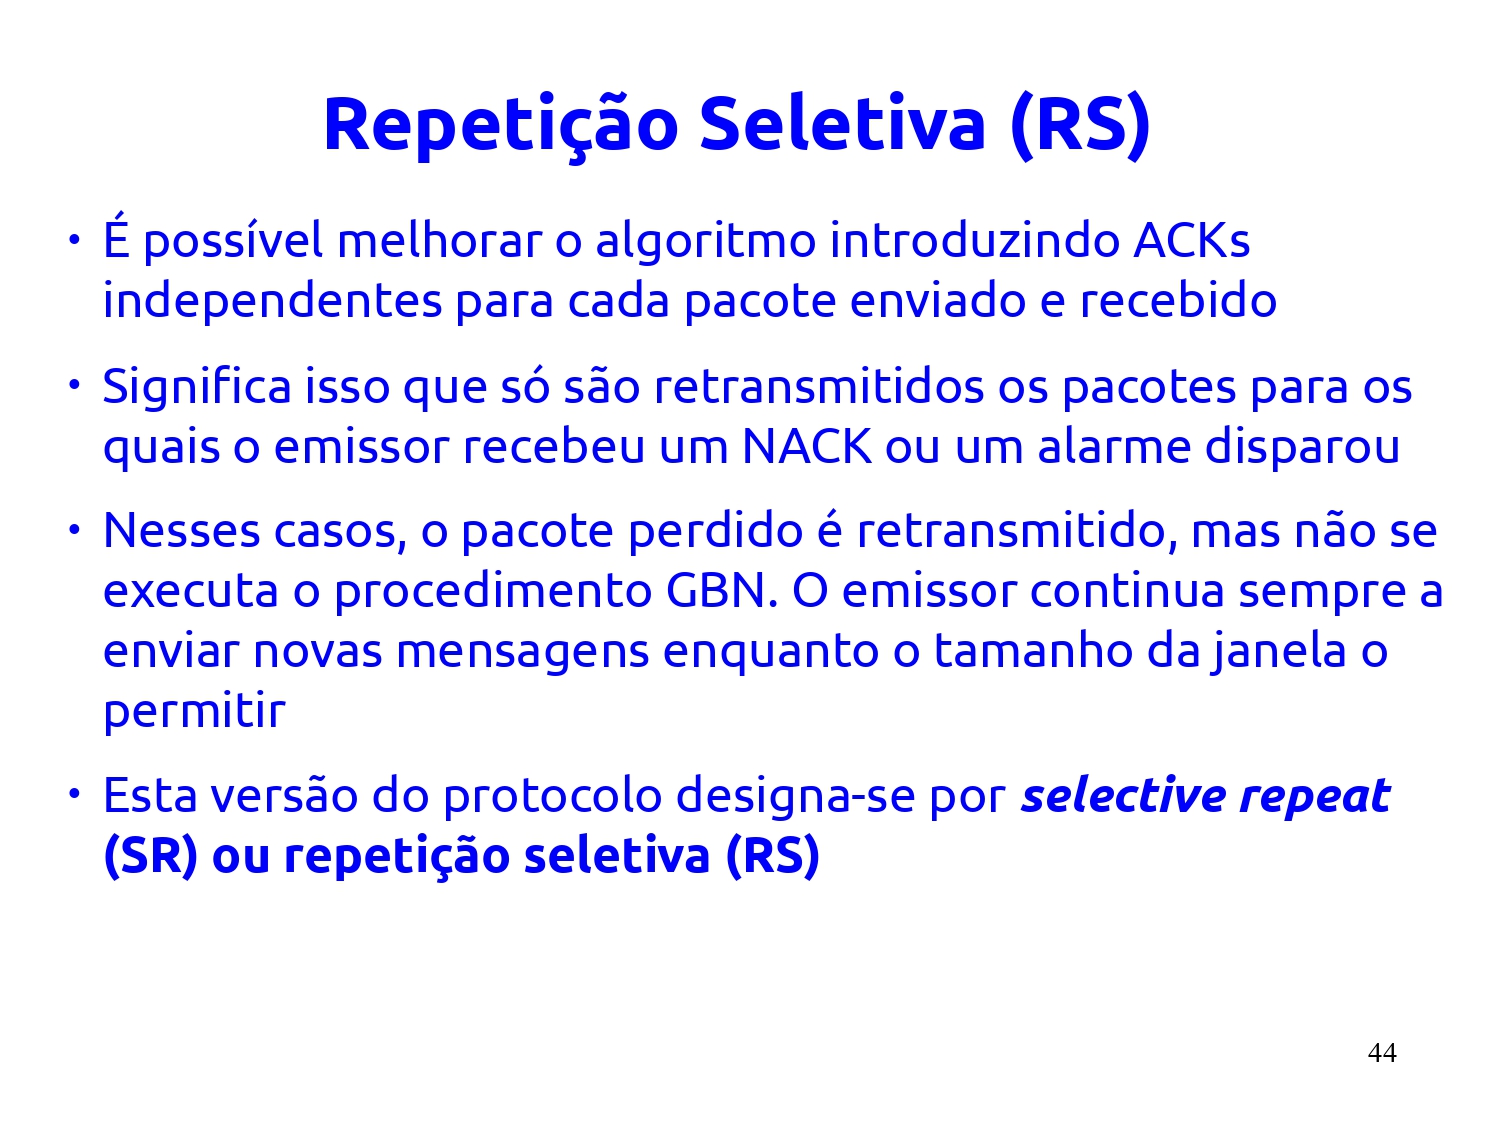 Repetição Seletiva (RS)
• É possível melhorar o algoritmo introduzindo ACKs
independentes para cada pacote enviado e recebido
• Significa isso que só são retransmitidos os pacotes para os
quais o emissor recebeu um NACK ou um alarme disparou
• Nesses casos, o pacote perdido é retransmitido, mas não se
executa o procedimento GBN. O emissor continua sempre a
enviar novas mensagens enquanto o tamanho da janela o
permitir
• Esta versão do protocolo designa-se por selective repeat
(SR) ou repetição seletiva (RS)
44